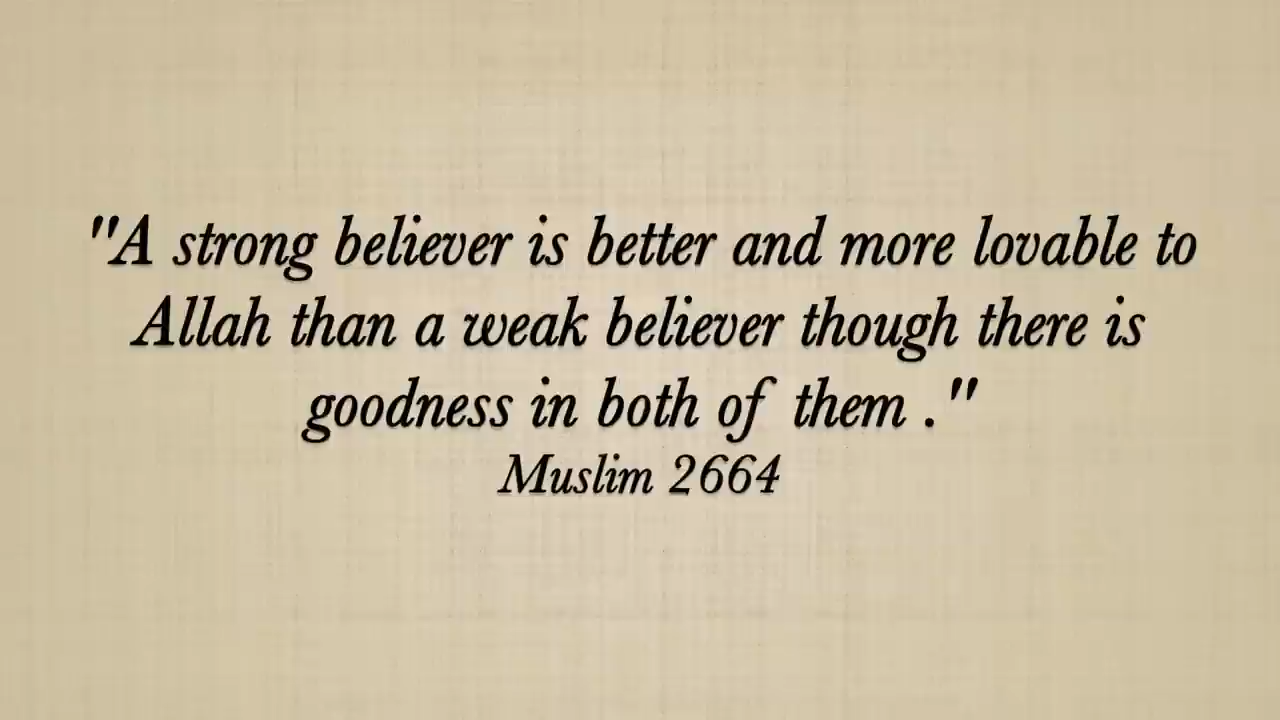 "A strong believer is better and more lovable to
Allah than a weak believer though there is
goodness in both of them ."
Muslim 2664